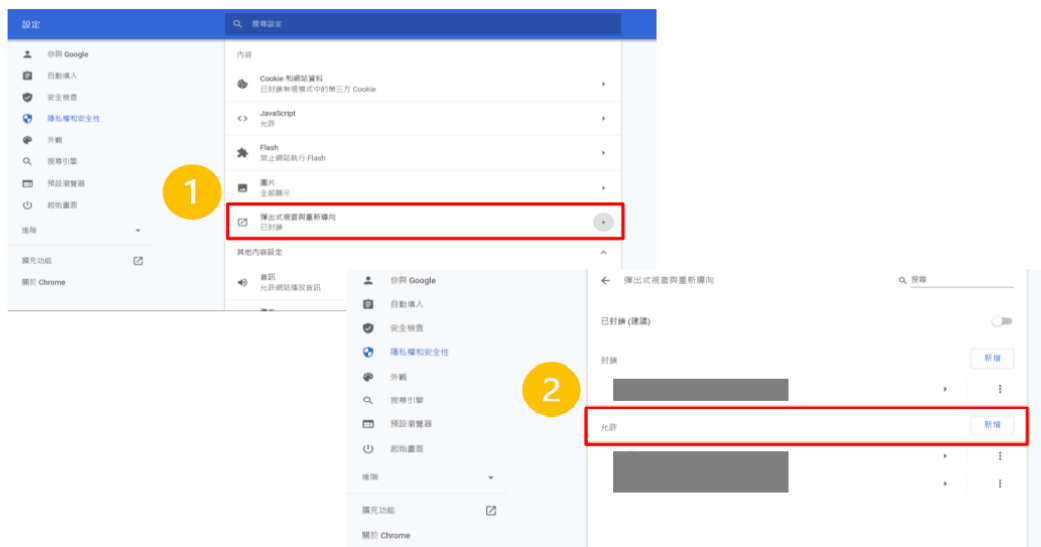 設定
搜尋設定
你與 Google
自動填入
安全檢查
隱私權和安全性
外觀
搜尋引擎
預設瀏覽器
起始畫面
進階
擴充功能
關於 Chrome
內容
Cookie 和網站資料
已封鎖無痕模式中的第三方 Cookie
JavaScript
允許
Flash
禁止網站執行 Flash
圖片
全部顯示
1
彈出式視窗與重新導向
已封鎖
其他內容設定
音訊
允許網站播放音訊
你與 Google
自動填入
安全檢查
隱私權和安全性
外觀
搜尋引擎
預設瀏覽器
起始畫面
進階
擴充功能
關於 Chrome
彈出式視窗與重新導向
搜尋
已封鎖 (建議)
封鎖
新增
2
允許
新增